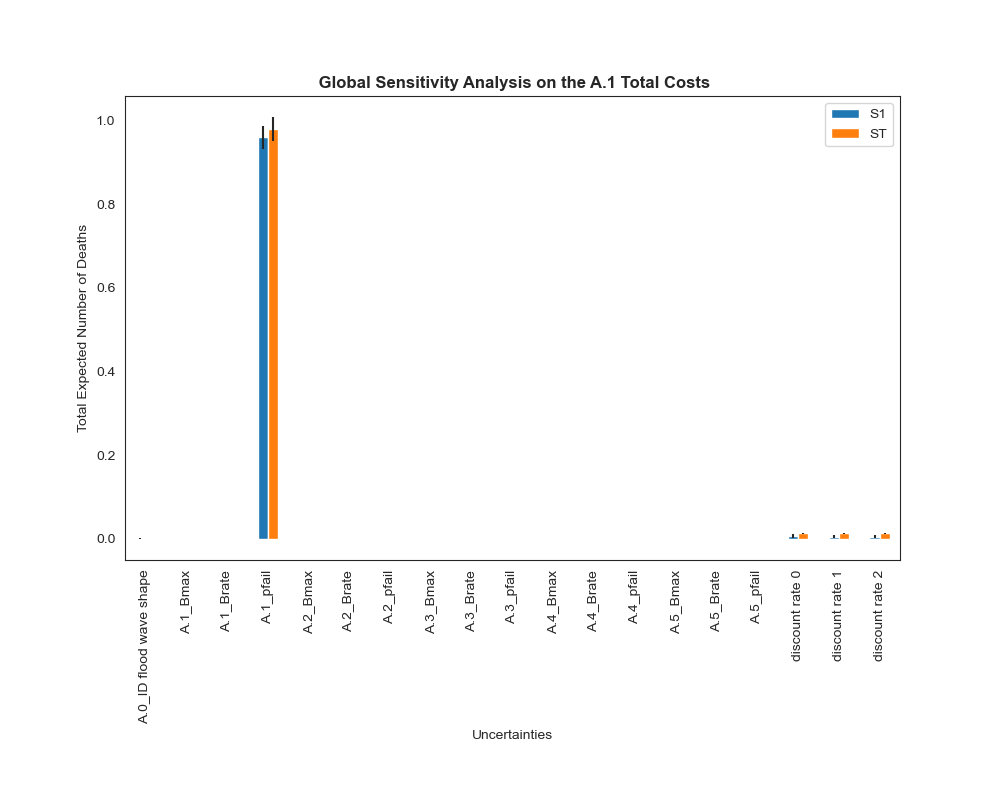 Global Sensitivity Analysis on the A.1 Total Costs
S1
ST
Total Expected Number of Deaths
1.0
0.8
0.6
0.4
0.2
0.0
A.0_ID flood wave shape
A.1_Bmax
A.1_Brate
A.1_pfail
A.2_Bmax
A.2_Brate
A.2_pfail
A.3_Bmax
A.3_Brate
A.3_pfail
A.4_Bmax
A.4_Brate
A.4_pfail
A.5_Bmax
A.5_Brate
A.5_pfail
discount rate 0
discount rate 1
discount rate 2
Uncertainties